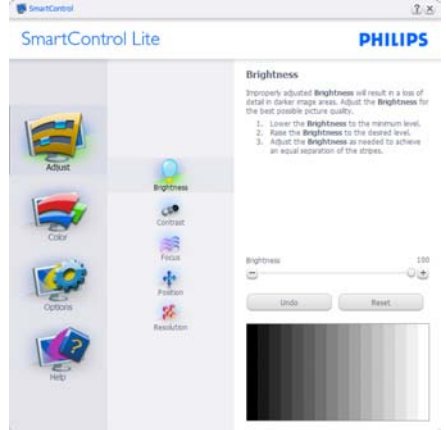 SmartControl
? x
SmartControl Lite
PHILIPS
Adjust
Color
Options
Help
Brightness
Contrast
Focus
Position
Resolution
Brightness
Improperly adjusted Brightness will result in a loss of
detail in darker image areas. Adjust the Brightness for
the best possible picture quality.
1. Lower the Brightness to the minimum level.
2. Raise the Brightness to the desired level.
3. Adjust the Brightness as needed to achieve
an equal separation of the stripes.
Brightness 100
Undo Reset